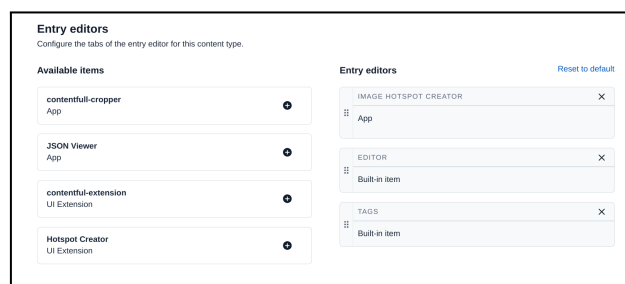 Entry editors
Configure the tabs of the entry editor for this content type.
Available items
contentfull-cropper
App
JSON Viewer
App
contentful-extension
UI Extension
Hotspot Creator
UI Extension
Entry editors
Reset to default
IMAGE HOTSPOT CREATOR
App
EDITOR
Built-in item
TAGS
Built-in item